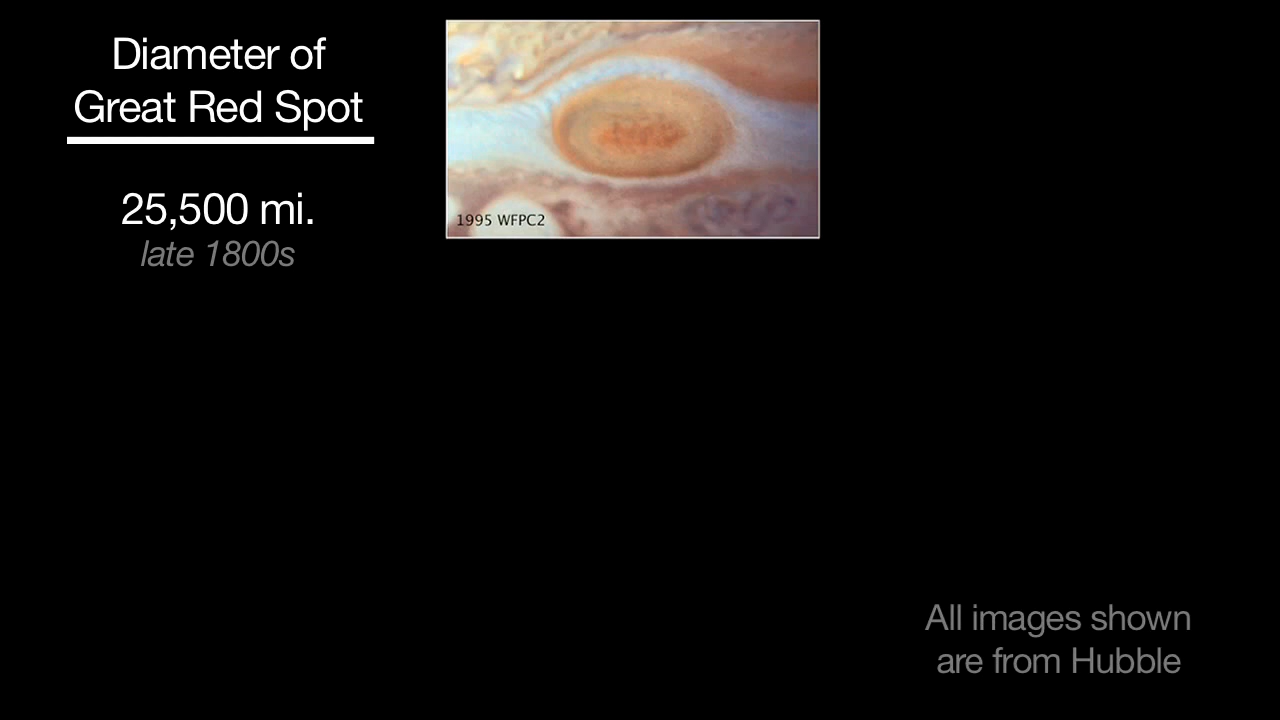 Diameter of
Great Red Spot
25,500 mi.
late 1800s
1995 WFPC2
All images shown
are from Hubble